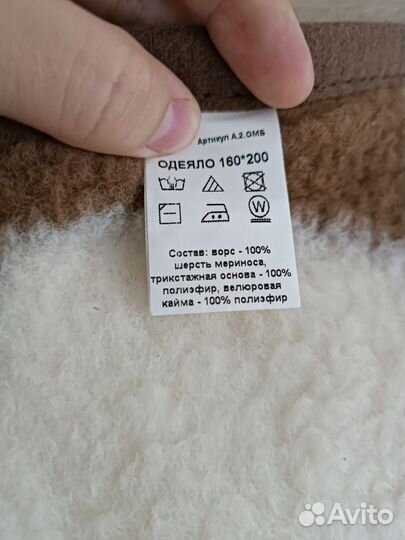 Артикул А.2.ОМБ
ОДЕЯЛО 160*200
W
Состав: ворс - 100%
шерсть мериноса,
трикотажная основа - 100%
полиэфир, велюровая
кайма - 100% полиэфир
Avito